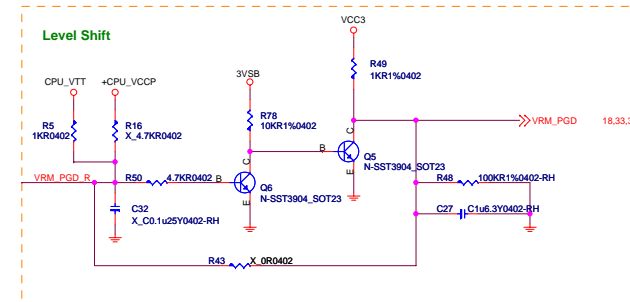 Level Shift
VCC3
R49
1KR1%0402
CPU_VTT
+CPU_VCCP
3VSB
R5
1KR0402
R16
X_4.7KR0402
R78
10KR1%0402
VRM_PGD
18,33,3
C
B
E
Q5
N-SST3904_SOT23
VRM_PGD_R
R50
4.7KR0402
B
C
E
Q6
N-SST3904_SOT23
R48
100KR1%0402-RH
C32
X_C0.1u25Y0402-RH
C27
C1u6.3Y0402-RH
R43
X_0R0402